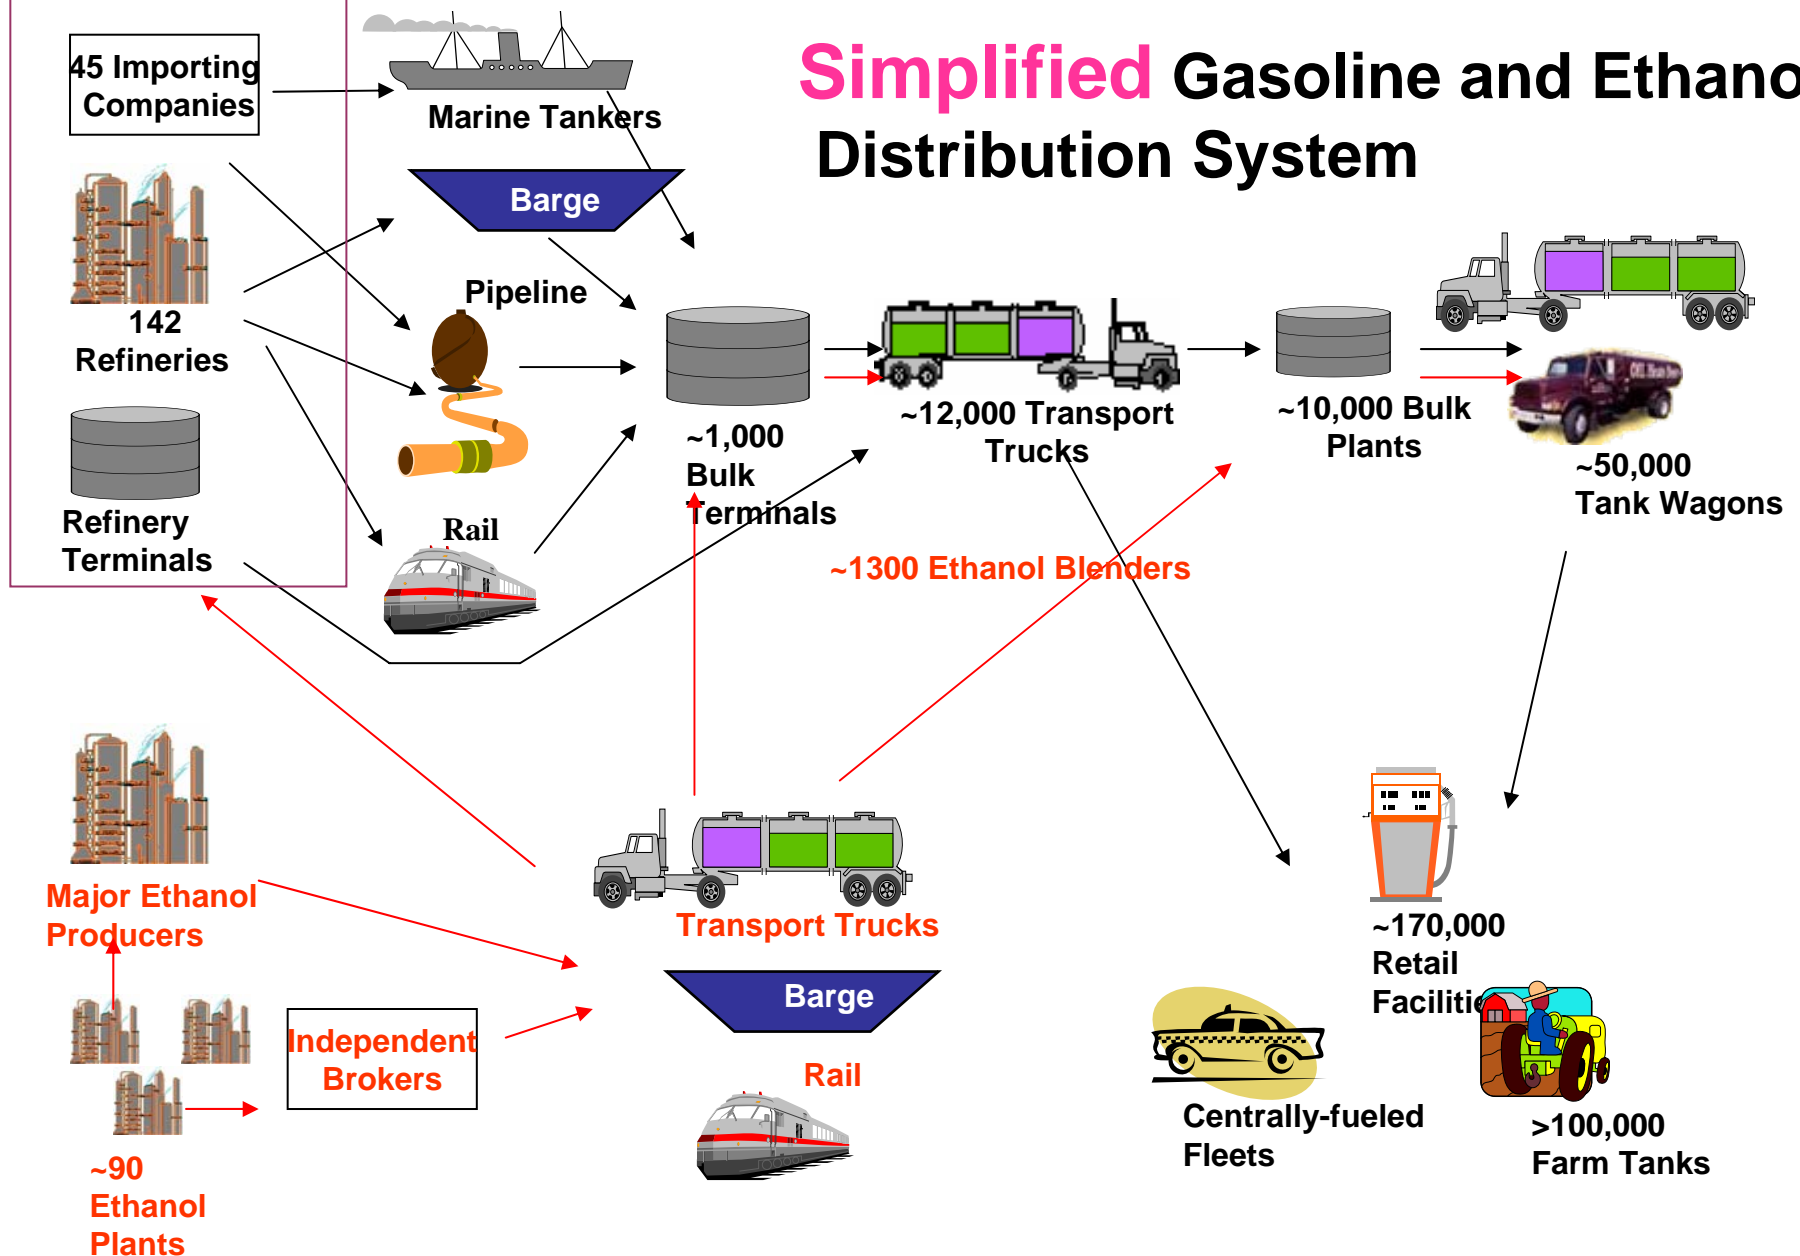 Simplified Gasoline and Ethano
Distribution System
45 Importing
Companies
Marine Tankers
Barge
142
Refineries
Pipeline
Refinery
Terminals
Rail
~1,000
Bulk
Terminals
~12,000 Transport
Trucks
~10,000 Bulk
Plants
~50,000
Tank Wagons
~1300 Ethanol Blenders
Major Ethanol
Producers
Transport Trucks
Barge
Rail
Independent
Brokers
~90
Ethanol
Plants
~170,000
Retail
Facilitie
Centrally-fueled
Fleets
>100,000
Farm Tanks